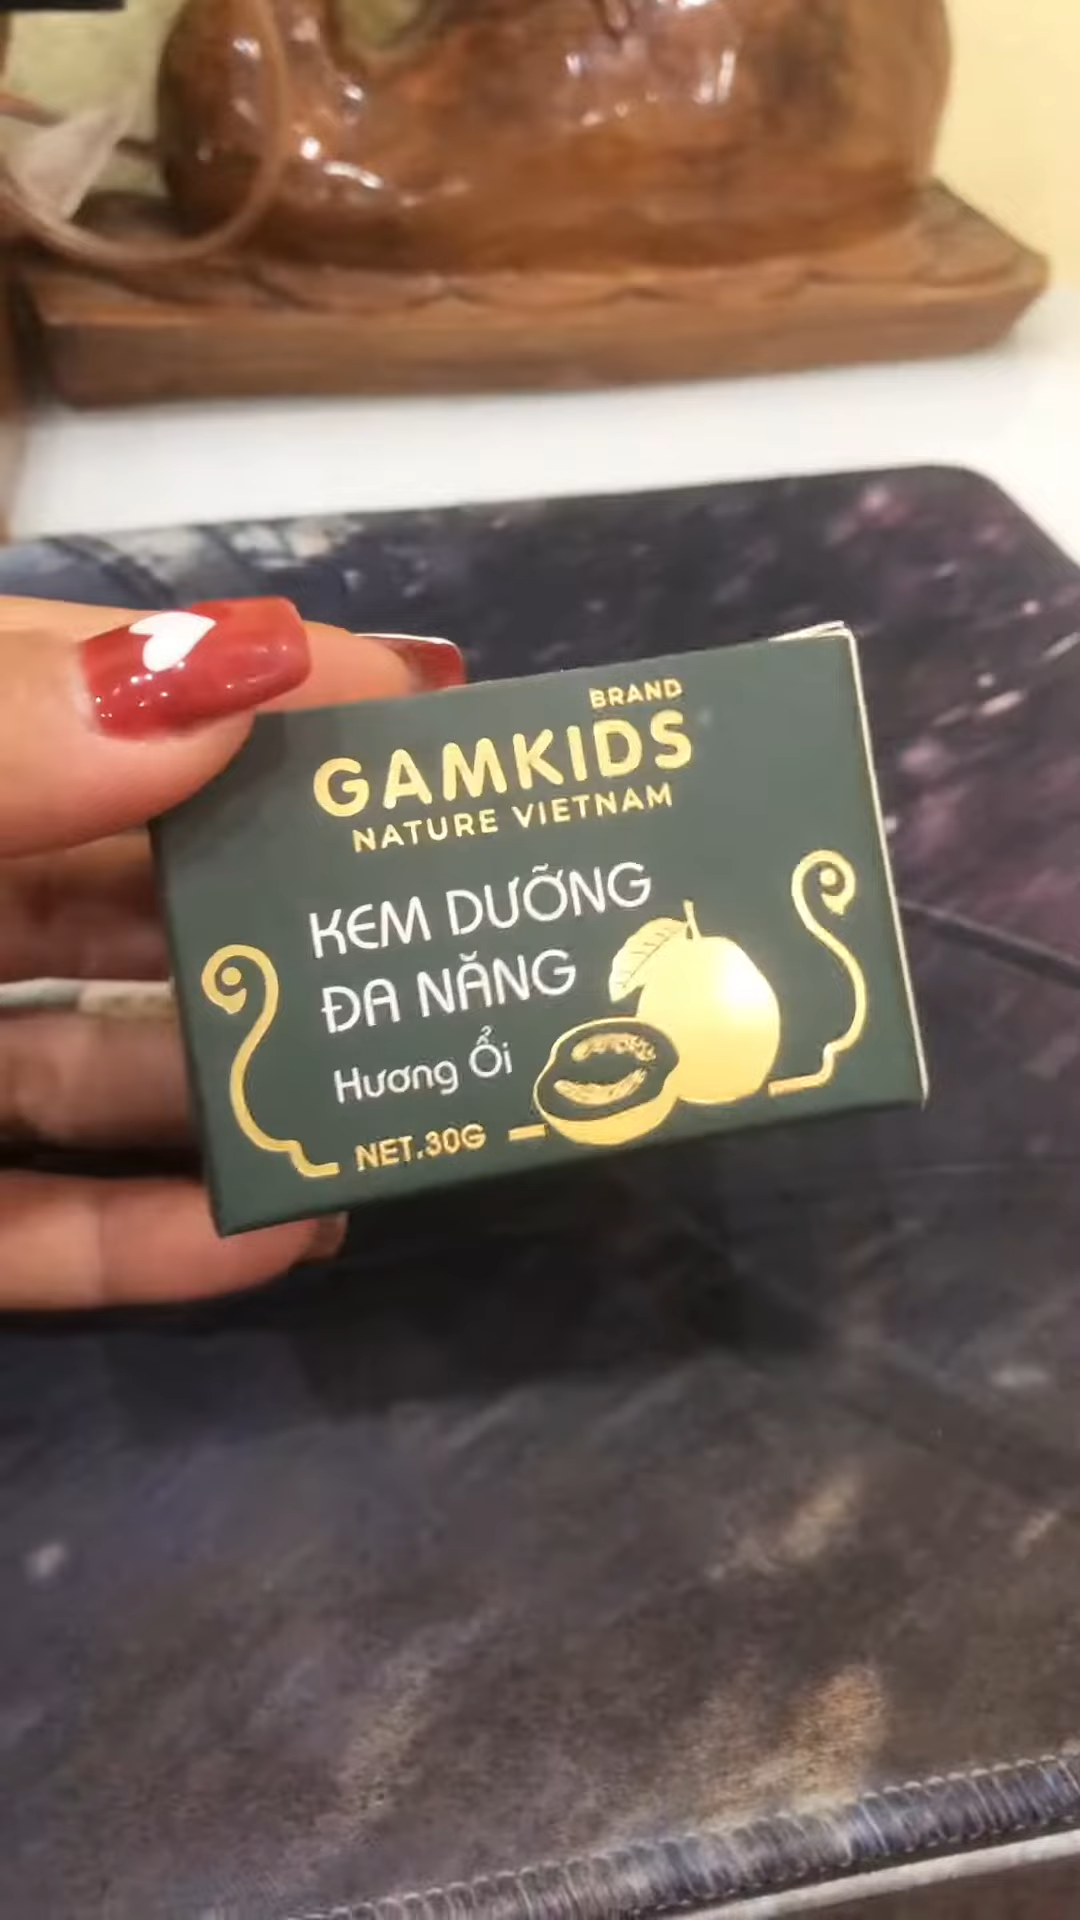 BRAND
GAMKIDS
NATURE VIETNAM
KEM DƯỠNG
ĐA NĂNG
Hương Ổi
NET.30G